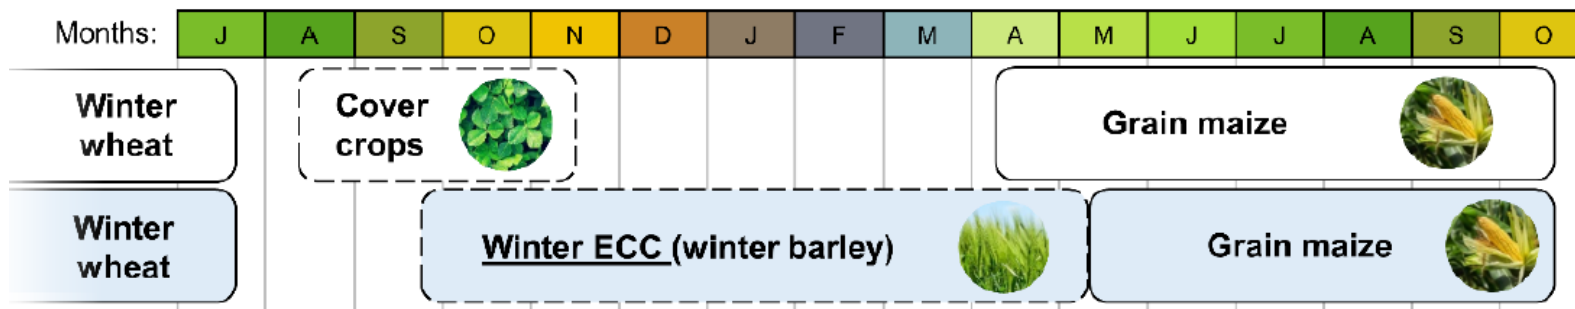 Months: J A S O N D J F M A M J J A S O
Winter
wheat
Cover
crops
Grain maize
Winter
wheat
Winter ECC (winter barley)
Grain maize